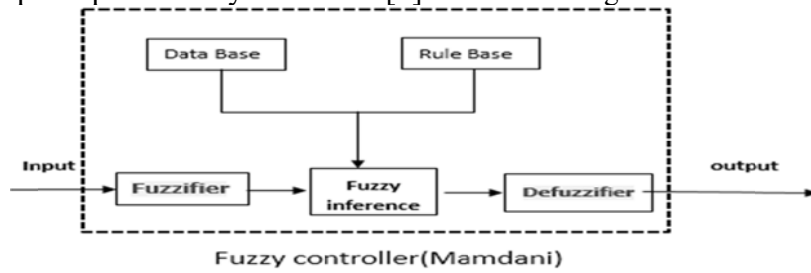 Data Base
Rule Base
Input
Fuzzifier
Fuzzy
inference
Defuzzifier
output
Fuzzy controller(Mamdani)